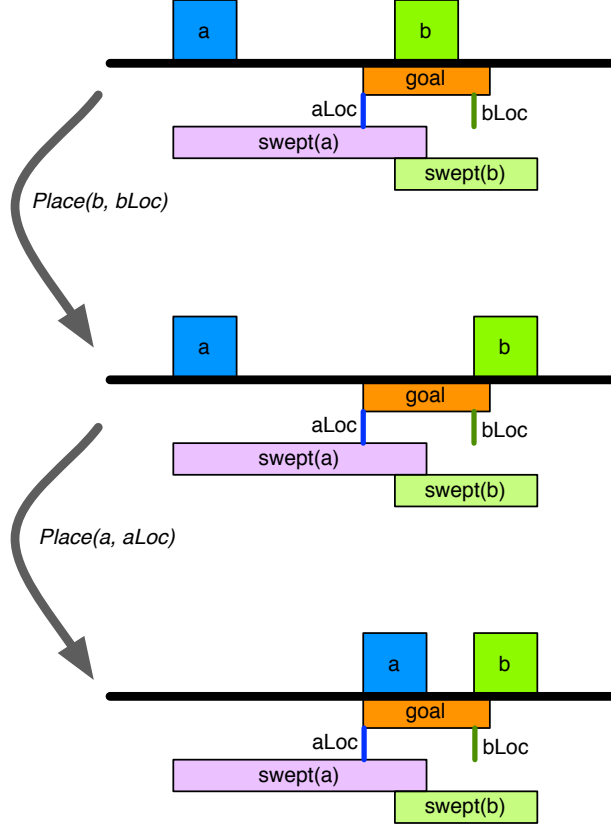 a
b
goal
aLoc
bLoc
swept(a)
swept(b)
Place(b, bLoc)
a
b
goal
aLoc
bLoc
swept(a)
swept(b)
Place(a, aLoc)
a
b
goal
aLoc
bLoc
swept(a)
swept(b)